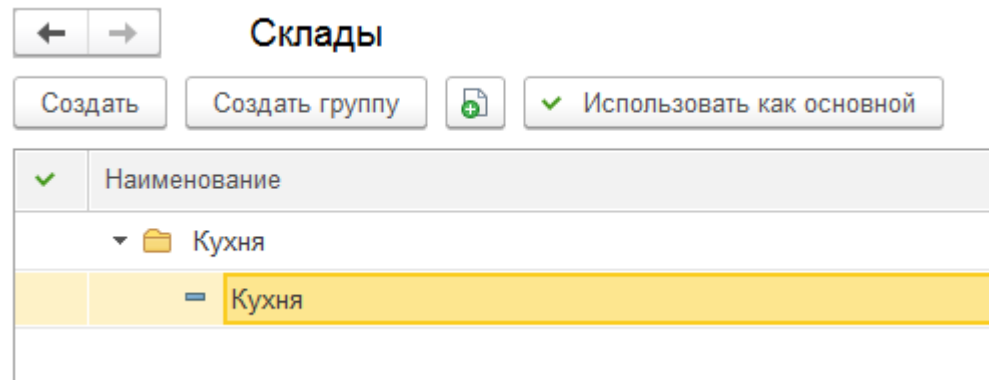 Склады
Создать Создать группу Использовать как основной
Наименование
Кухня
Кухня